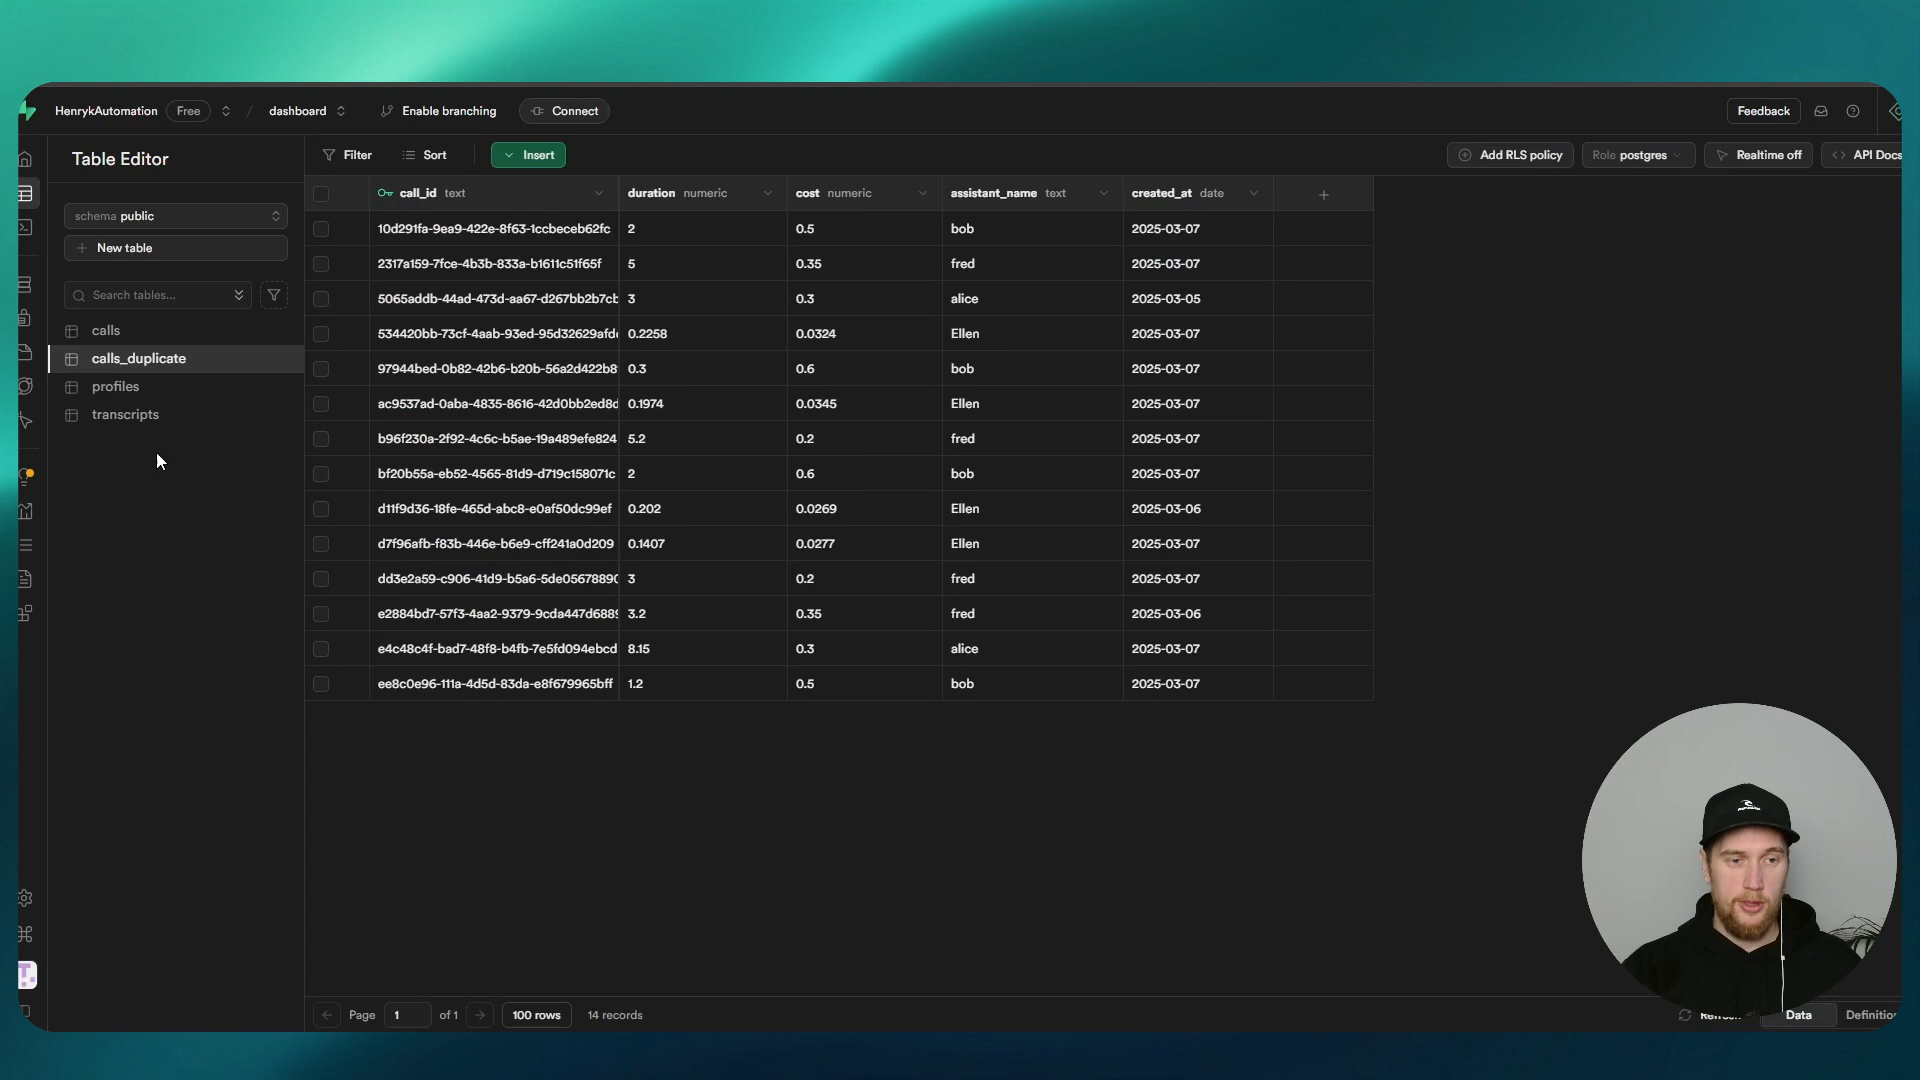 HenrykAutomation Free / dashboard Enable branching Connect Feedback
Table Editor
Filter Sort Insert Add RLS policy Role postgres Realtime off API Docs
schema public
New table
Search tables...
calls
calls_duplicate
profiles
transcripts
call_id text duration numeric cost numeric assistant_name text created_at date
10d291fa-9ea9-422e-8f63-1ccbeceb62fc 2 0.5 bob 2025-03-07
2317a159-7fce-4b3b-833a-b1611c51f65f 5 0.35 fred 2025-03-07
5065addb-44ad-473d-aa67-d267bb2b7cb 3 0.3 alice 2025-03-05
534420bb-73cf-4aab-93ed-95d32629afd 0.2258 0.0324 Ellen 2025-03-07
97944bed-0b82-42b6-b20b-56a2d422b8 0.3 0.6 bob 2025-03-07
ac9537ad-0aba-4835-8616-42d0bb2ed8d 0.1974 0.0345 Ellen 2025-03-07
b96f230a-2f92-4c6c-b5ae-19a489efe824 5.2 0.2 fred 2025-03-07
bf20b55a-eb52-4565-81d9-d719c158071c 2 0.6 bob 2025-03-07
d11f9d36-18fe-465d-abc8-e0af50dc99ef 0.202 0.0269 Ellen 2025-03-06
d7f96afb-f83b-446e-b6e9-cff241a0d209 0.1407 0.0277 Ellen 2025-03-07
dd3e2a59-c906-41d9-b5a6-5de05678890 3 0.2 fred 2025-03-07
e2884bd7-57f3-4aa2-9379-9cda447d6889 3.2 0.35 fred 2025-03-06
e4c48c4f-bad7-48f8-b4fb-7e5fd094ebcd 8.15 0.3 alice 2025-03-07
ee8c0e96-111a-4d5d-83da-e8f679965bff 1.2 0.5 bob 2025-03-07
Page 1 of 1 100 rows 14 records Data Definition